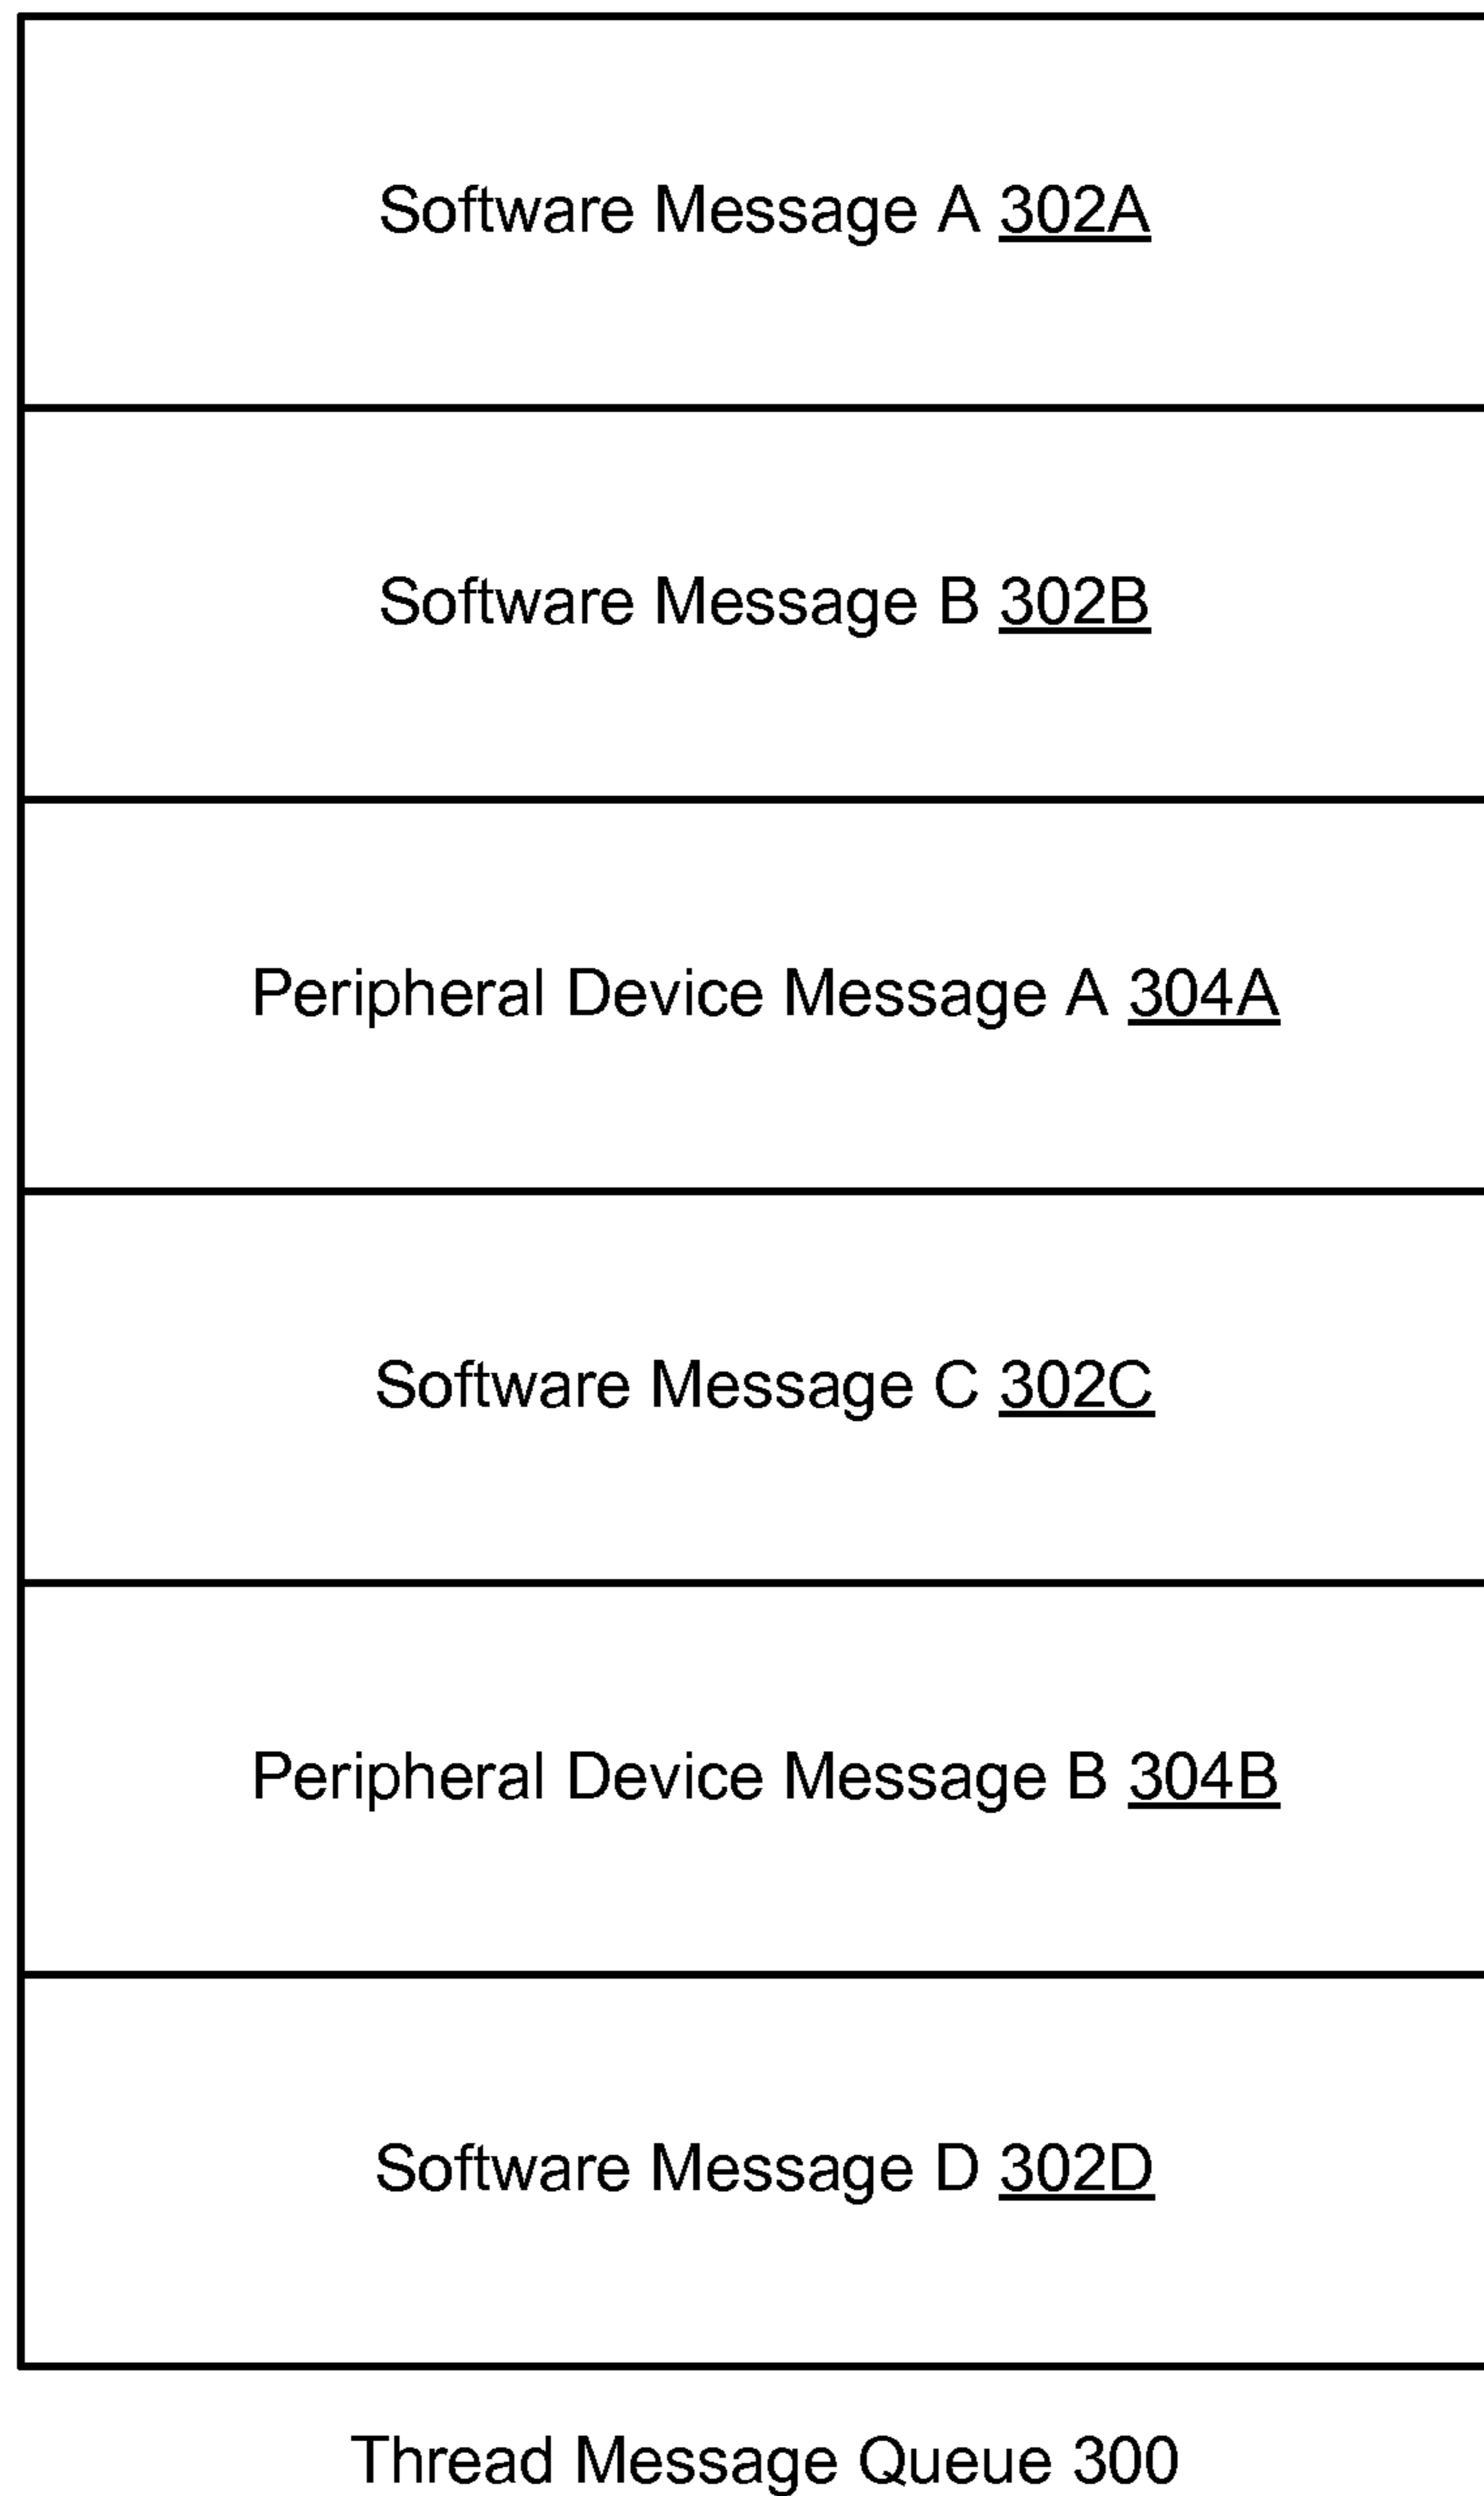 Software Message A 302A
Software Message B 302B
Peripheral Device Message A 304A
Software Message C 302C
Peripheral Device Message B 304B
Software Message D 302D
Thread Message Queue 300